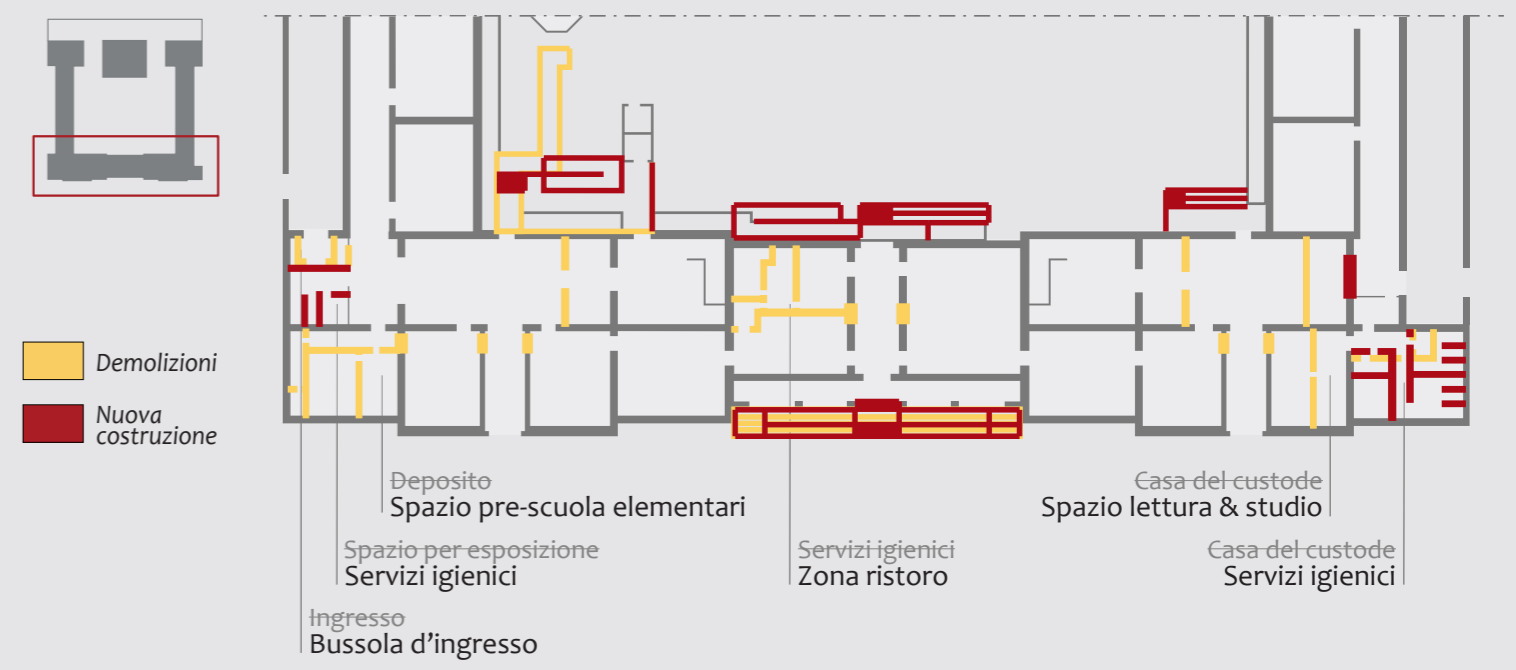 Demolizioni
Nuova
costruzione
Deposito
Spazio pre-scuola elementari
Spazio per esposizione
Servizi igienici
Ingresso
Bussola d’ingresso
Servizi igienici
Zona ristoro
Casa del custode
Spazio lettura & studio
Casa del custode
Servizi igienici